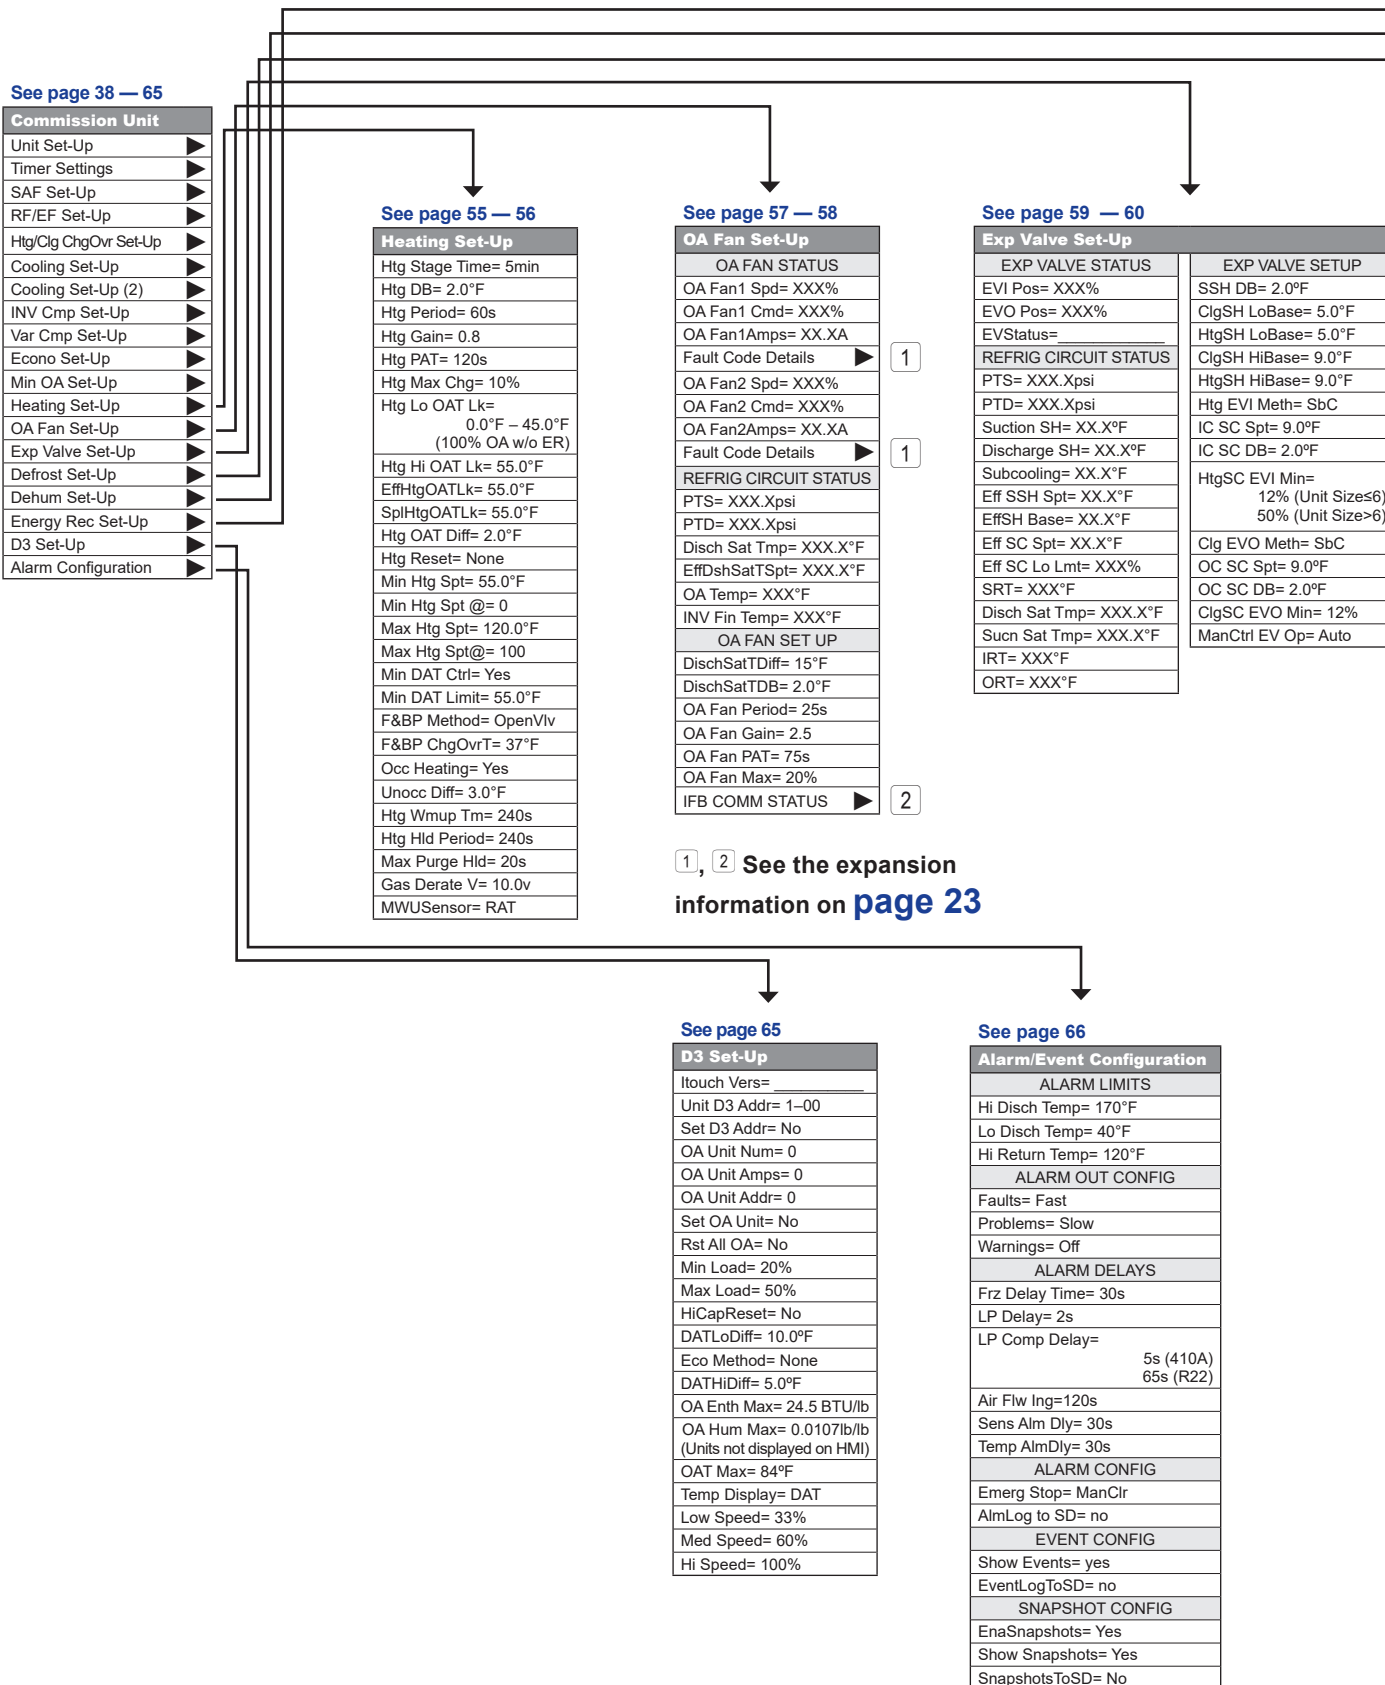 See page 38 — 65
Commission Unit
Unit Set-Up
Timer Settings
SAF Set-Up
RF/EF Set-Up
Htg/Clg ChgOvr Set-Up
Cooling Set-Up
Cooling Set-Up (2)
INV Cmp Set-Up
Var Cmp Set-Up
Econo Set-Up
Min OA Set-Up
Heating Set-Up
OA Fan Set-Up
Exp Valve Set-Up
Defrost Set-Up
Dehum Set-Up
Energy Rec Set-Up
D3 Set-Up
Alarm Configuration
See page 55 — 56
Heating Set-Up
Htg Stage Time= 5min
Htg DB= 2.0°F
Htg Period= 60s
Htg Gain= 0.8
Htg PAT= 120s
Htg Max Chg= 10%
Htg Lo OAT Lk=
0.0°F – 45.0°F
(100% OA w/o ER)
Htg Hi OAT Lk= 55.0°F
EffHtgOATLk= 55.0°F
SplHtgOATLk= 55.0°F
Htg OAT Diff= 2.0°F
Htg Reset= None
Min Htg Spt= 55.0°F
Min Htg Spt @= 0
Max Htg Spt= 120.0°F
Max Htg Spt@= 100
Min DAT Ctrl= Yes
Min DAT Limit= 55.0°F
F&BP Method= OpenVlv
F&BP ChgOvrT= 37°F
Occ Heating= Yes
Unocc Diff= 3.0°F
Htg Wmup Tm= 240s
Htg Hld Period= 240s
Max Purge Hld= 20s
Gas Derate V= 10.0v
MWUSensor= RAT
See page 57 — 58
OA Fan Set-Up
OA FAN STATUS
OA Fan1 Spd= XXX%
OA Fan1 Cmd= XXX%
OA Fan1Amps= XX.XA
Fault Code Details 1
OA Fan2 Spd= XXX%
OA Fan2 Cmd= XXX%
OA Fan2Amps= XX.XA
Fault Code Details 1
REFRIG CIRCUIT STATUS
PTS= XXX.Xpsi
PTD= XXX.Xpsi
Disch Sat Tmp= XXX.X°F
EffDshSatTSpt= XXX.X°F
OA Temp= XXX°F
INV Fin Temp= XXX°F
OA FAN SET UP
DischSatTDiff= 15°F
DischSatTDB= 2.0°F
OA Fan Period= 25s
OA Fan Gain= 2.5
OA Fan PAT= 75s
OA Fan Max= 20%
IFB COMM STATUS 2
1, 2 See the expansion
information on page 23
See page 59 — 60
Exp Valve Set-Up
EXP VALVE STATUS
EVI Pos= XXX%
EVO Pos= XXX%
EVStatus=____________
REFRIG CIRCUIT STATUS
PTS= XXX.Xpsi
PTD= XXX.Xpsi
Suction SH= XX.XºF
Discharge SH= XX.XºF
Subcooling= XX.X°F
Eff SSH Spt= XX.X°F
EffSH Base= XX.X°F
Eff SC Spt= XX.X°F
Eff SC Lo Lmt= XXX%
SRT= XXX°F
Disch Sat Tmp= XXX.X°F
Sucn Sat Tmp= XXX.X°F
IRT= XXX°F
ORT= XXX°F
EXP VALVE SETUP
SSH DB= 2.0ºF
ClgSH LoBase= 5.0°F
HtgSH LoBase= 5.0°F
ClgSH HiBase= 9.0°F
HtgSH HiBase= 9.0°F
Htg EVI Meth= SbC
IC SC Spt= 9.0ºF
IC SC DB= 2.0ºF
HtgSC EVI Min=
12% (Unit Size≤6)
50% (Unit Size>6)
Clg EVO Meth= SbC
OC SC Spt= 9.0ºF
OC SC DB= 2.0ºF
ClgSC EVO Min= 12%
ManCtrl EV Op= Auto
See page 65
D3 Set-Up
Itouch Vers= __________
Unit D3 Addr= 1–00
Set D3 Addr= No
OA Unit Num= 0
OA Unit Amps= 0
OA Unit Addr= 0
Set OA Unit= No
Rst All OA= No
Min Load= 20%
Max Load= 50%
HiCapReset= No
DATLoDiff= 10.0ºF
Eco Method= None
DATHiDiff= 5.0ºF
OA Enth Max= 24.5 BTU/lb
OA Hum Max= 0.0107lb/lb
(Units not displayed on HMI)
OAT Max= 84ºF
Temp Display= DAT
Low Speed= 33%
Med Speed= 60%
Hi Speed= 100%
See page 66
Alarm/Event Configuration
ALARM LIMITS
Hi Disch Temp= 170°F
Lo Disch Temp= 40°F
Hi Return Temp= 120°F
ALARM OUT CONFIG
Faults= Fast
Problems= Slow
Warnings= Off
ALARM DELAYS
Frz Delay Time= 30s
LP Delay= 2s
LP Comp Delay=
5s (410A)
65s (R22)
Air Flw Ing=120s
Sens Alm Dly= 30s
Temp AlmDly= 30s
ALARM CONFIG
Emerg Stop= ManClr
AlmLog to SD= no
EVENT CONFIG
Show Events= yes
EventLogToSD= no
SNAPSHOT CONFIG
EnaSnapshots= Yes
Show Snapshots= Yes
SnapshotsToSD= No